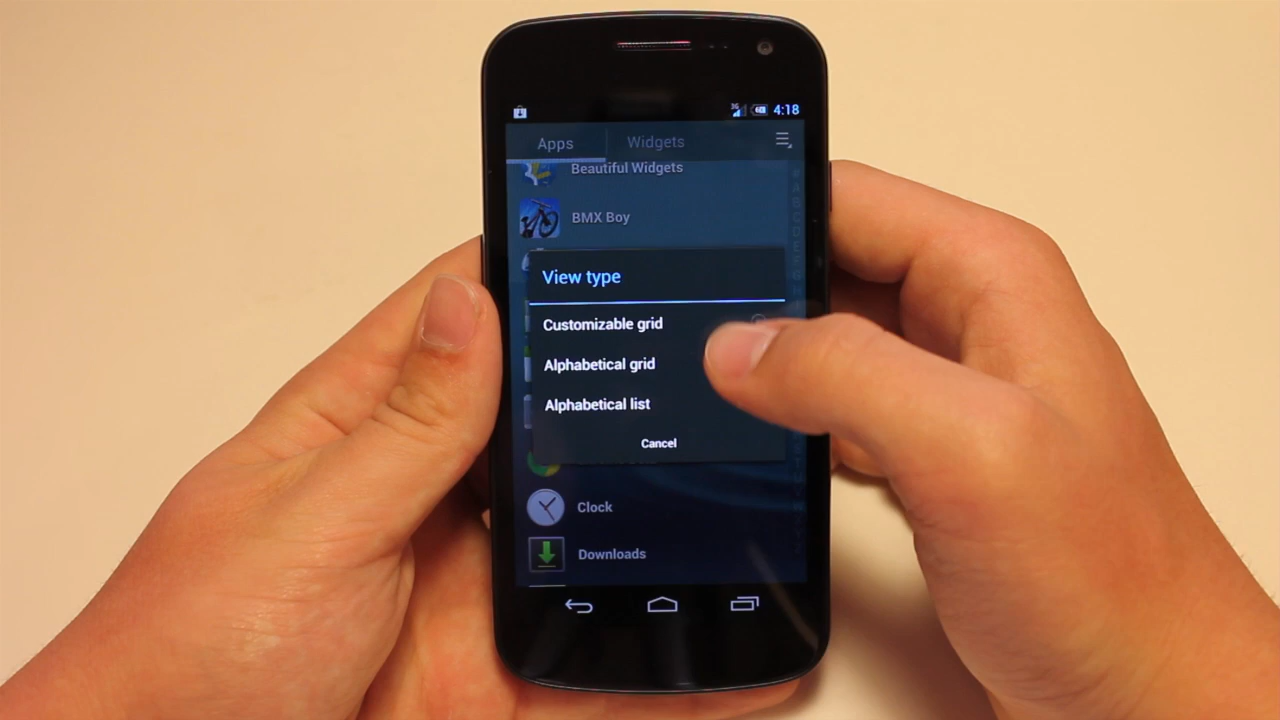 3G 4:18
Apps Widgets
Beautiful Widgets
BMX Boy
View type
Customizable grid
Alphabetical grid
Alphabetical list
Cancel
Clock
Downloads